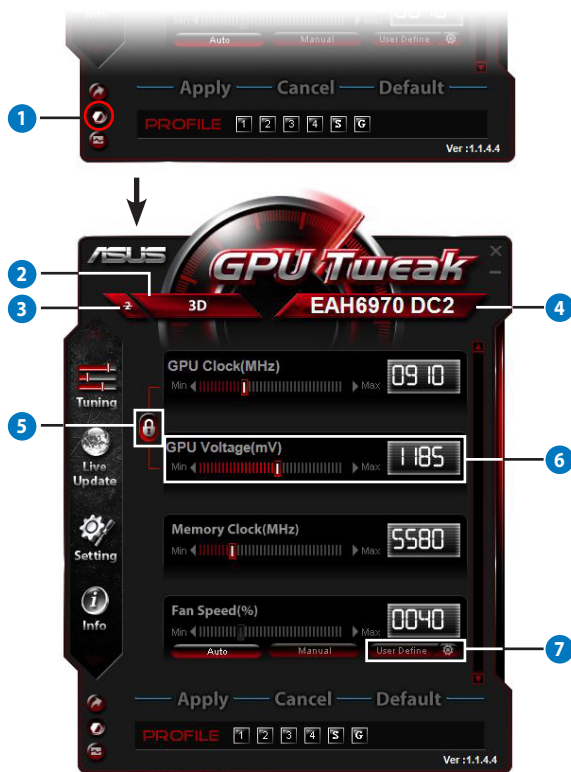 Min Max
Auto Manual User Define
Apply Cancel Default
1
PROFILE 1 2 3 4 S G
Ver :1.1.4.4
ASUS GPU Tweak
2
3 2 3D EAH6970 DC2 4
GPU Clock(MHz) 0910
Min Max
Tuning
5
GPU Voltage(mV) 1185 6
Min Max
Live
Update
Memory Clock(MHz) 5580
Min Max
Setting
Fan Speed(%) 0040
Min Max
Info
Auto Manual User Define 7
Apply Cancel Default
PROFILE 1 2 3 4 S G
Ver :1.1.4.4